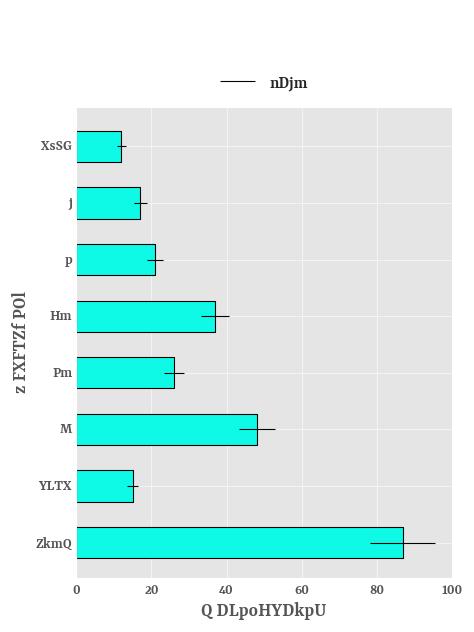 nDjm
XsSG
j
p
Hm
Pm
M
YLTX
ZkmQ
z FXFTZf POl
0 20 40 60 80 100
Q DLpoHYDkpU